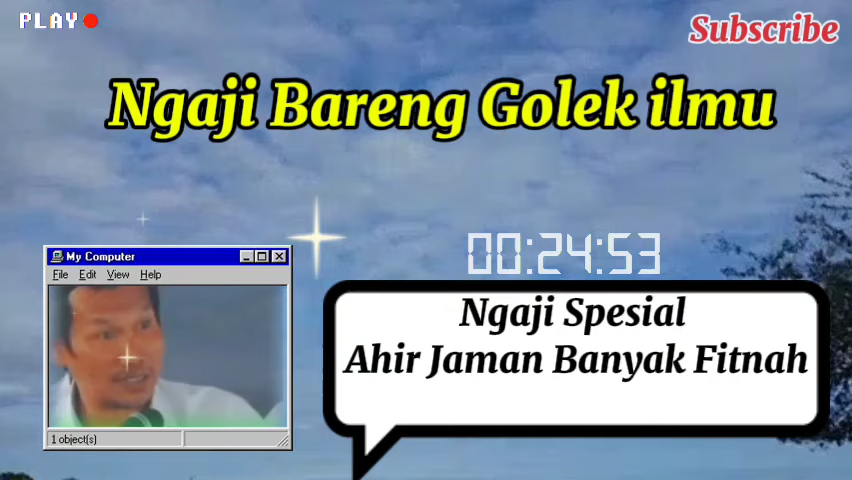 PLAY
Subscribe
Ngaji Bareng Golek ilmu
My Computer
File Edit View Help
1 object(s)
00:24:53
Ngaji Spesial
Ahir Jaman Banyak Fitnah